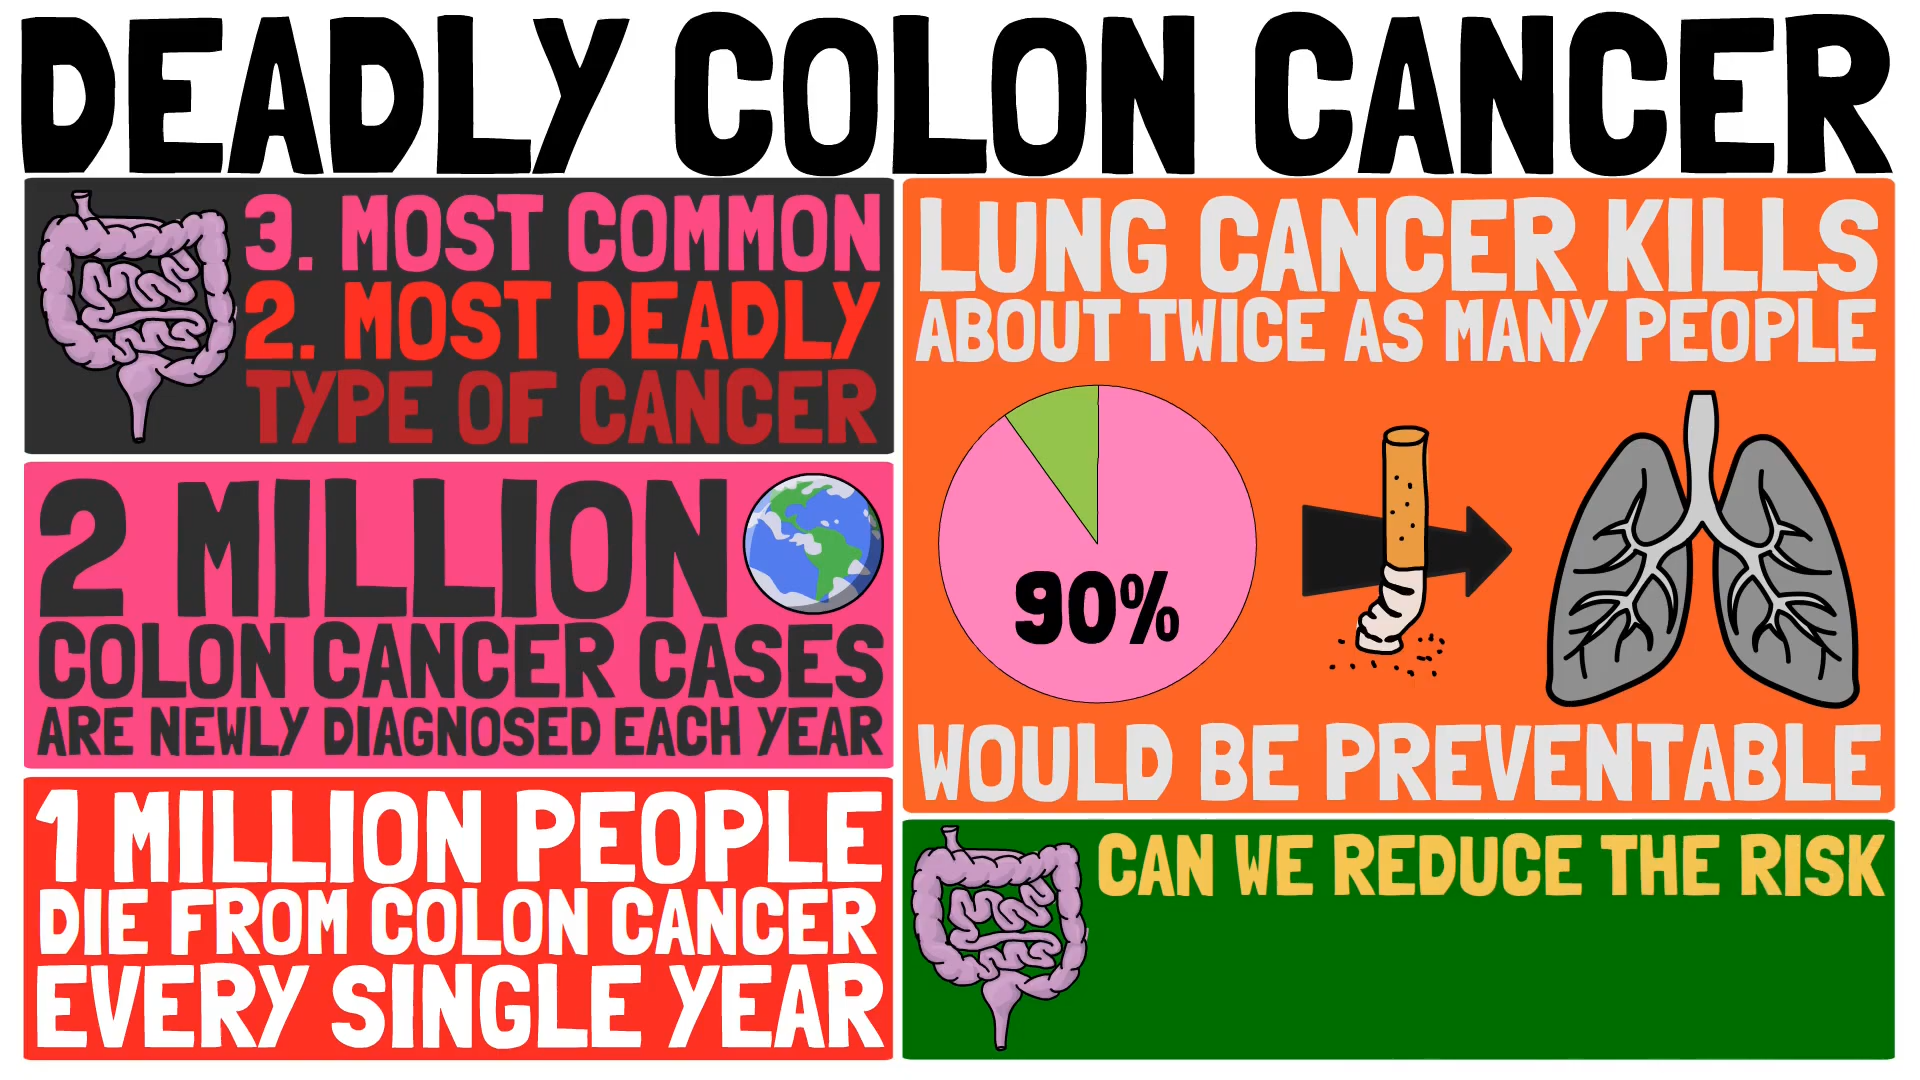 DEADLY COLON CANCER
3. MOST COMMON
2. MOST DEADLY
TYPE OF CANCER
2 MILLION
COLON CANCER CASES
ARE NEWLY DIAGNOSED EACH YEAR
1 MILLION PEOPLE
DIE FROM COLON CANCER
EVERY SINGLE YEAR
LUNG CANCER KILLS
ABOUT TWICE AS MANY PEOPLE
90%
WOULD BE PREVENTABLE
CAN WE REDUCE THE RISK